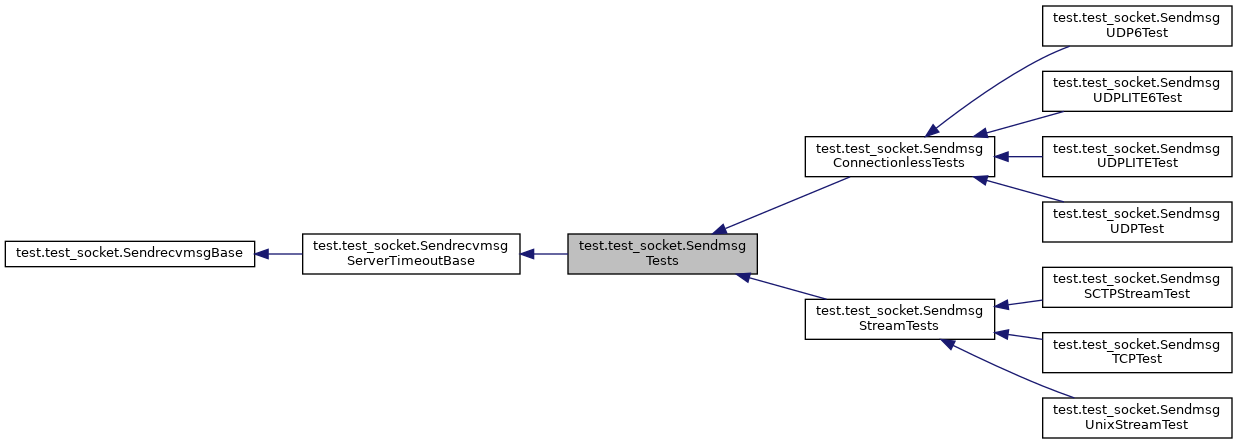 test.test_socket.SendrecvmsgBase
test.test_socket.Sendrecvmsg
ServerTimeoutBase
test.test_socket.Sendmsg
Tests
test.test_socket.Sendmsg
ConnectionlessTests
test.test_socket.Sendmsg
StreamTests
test.test_socket.Sendmsg
UDP6Test
test.test_socket.Sendmsg
UDPLITE6Test
test.test_socket.Sendmsg
UDPLITETest
test.test_socket.Sendmsg
UDPTest
test.test_socket.Sendmsg
SCTPStreamTest
test.test_socket.Sendmsg
TCPTest
test.test_socket.Sendmsg
UnixStreamTest